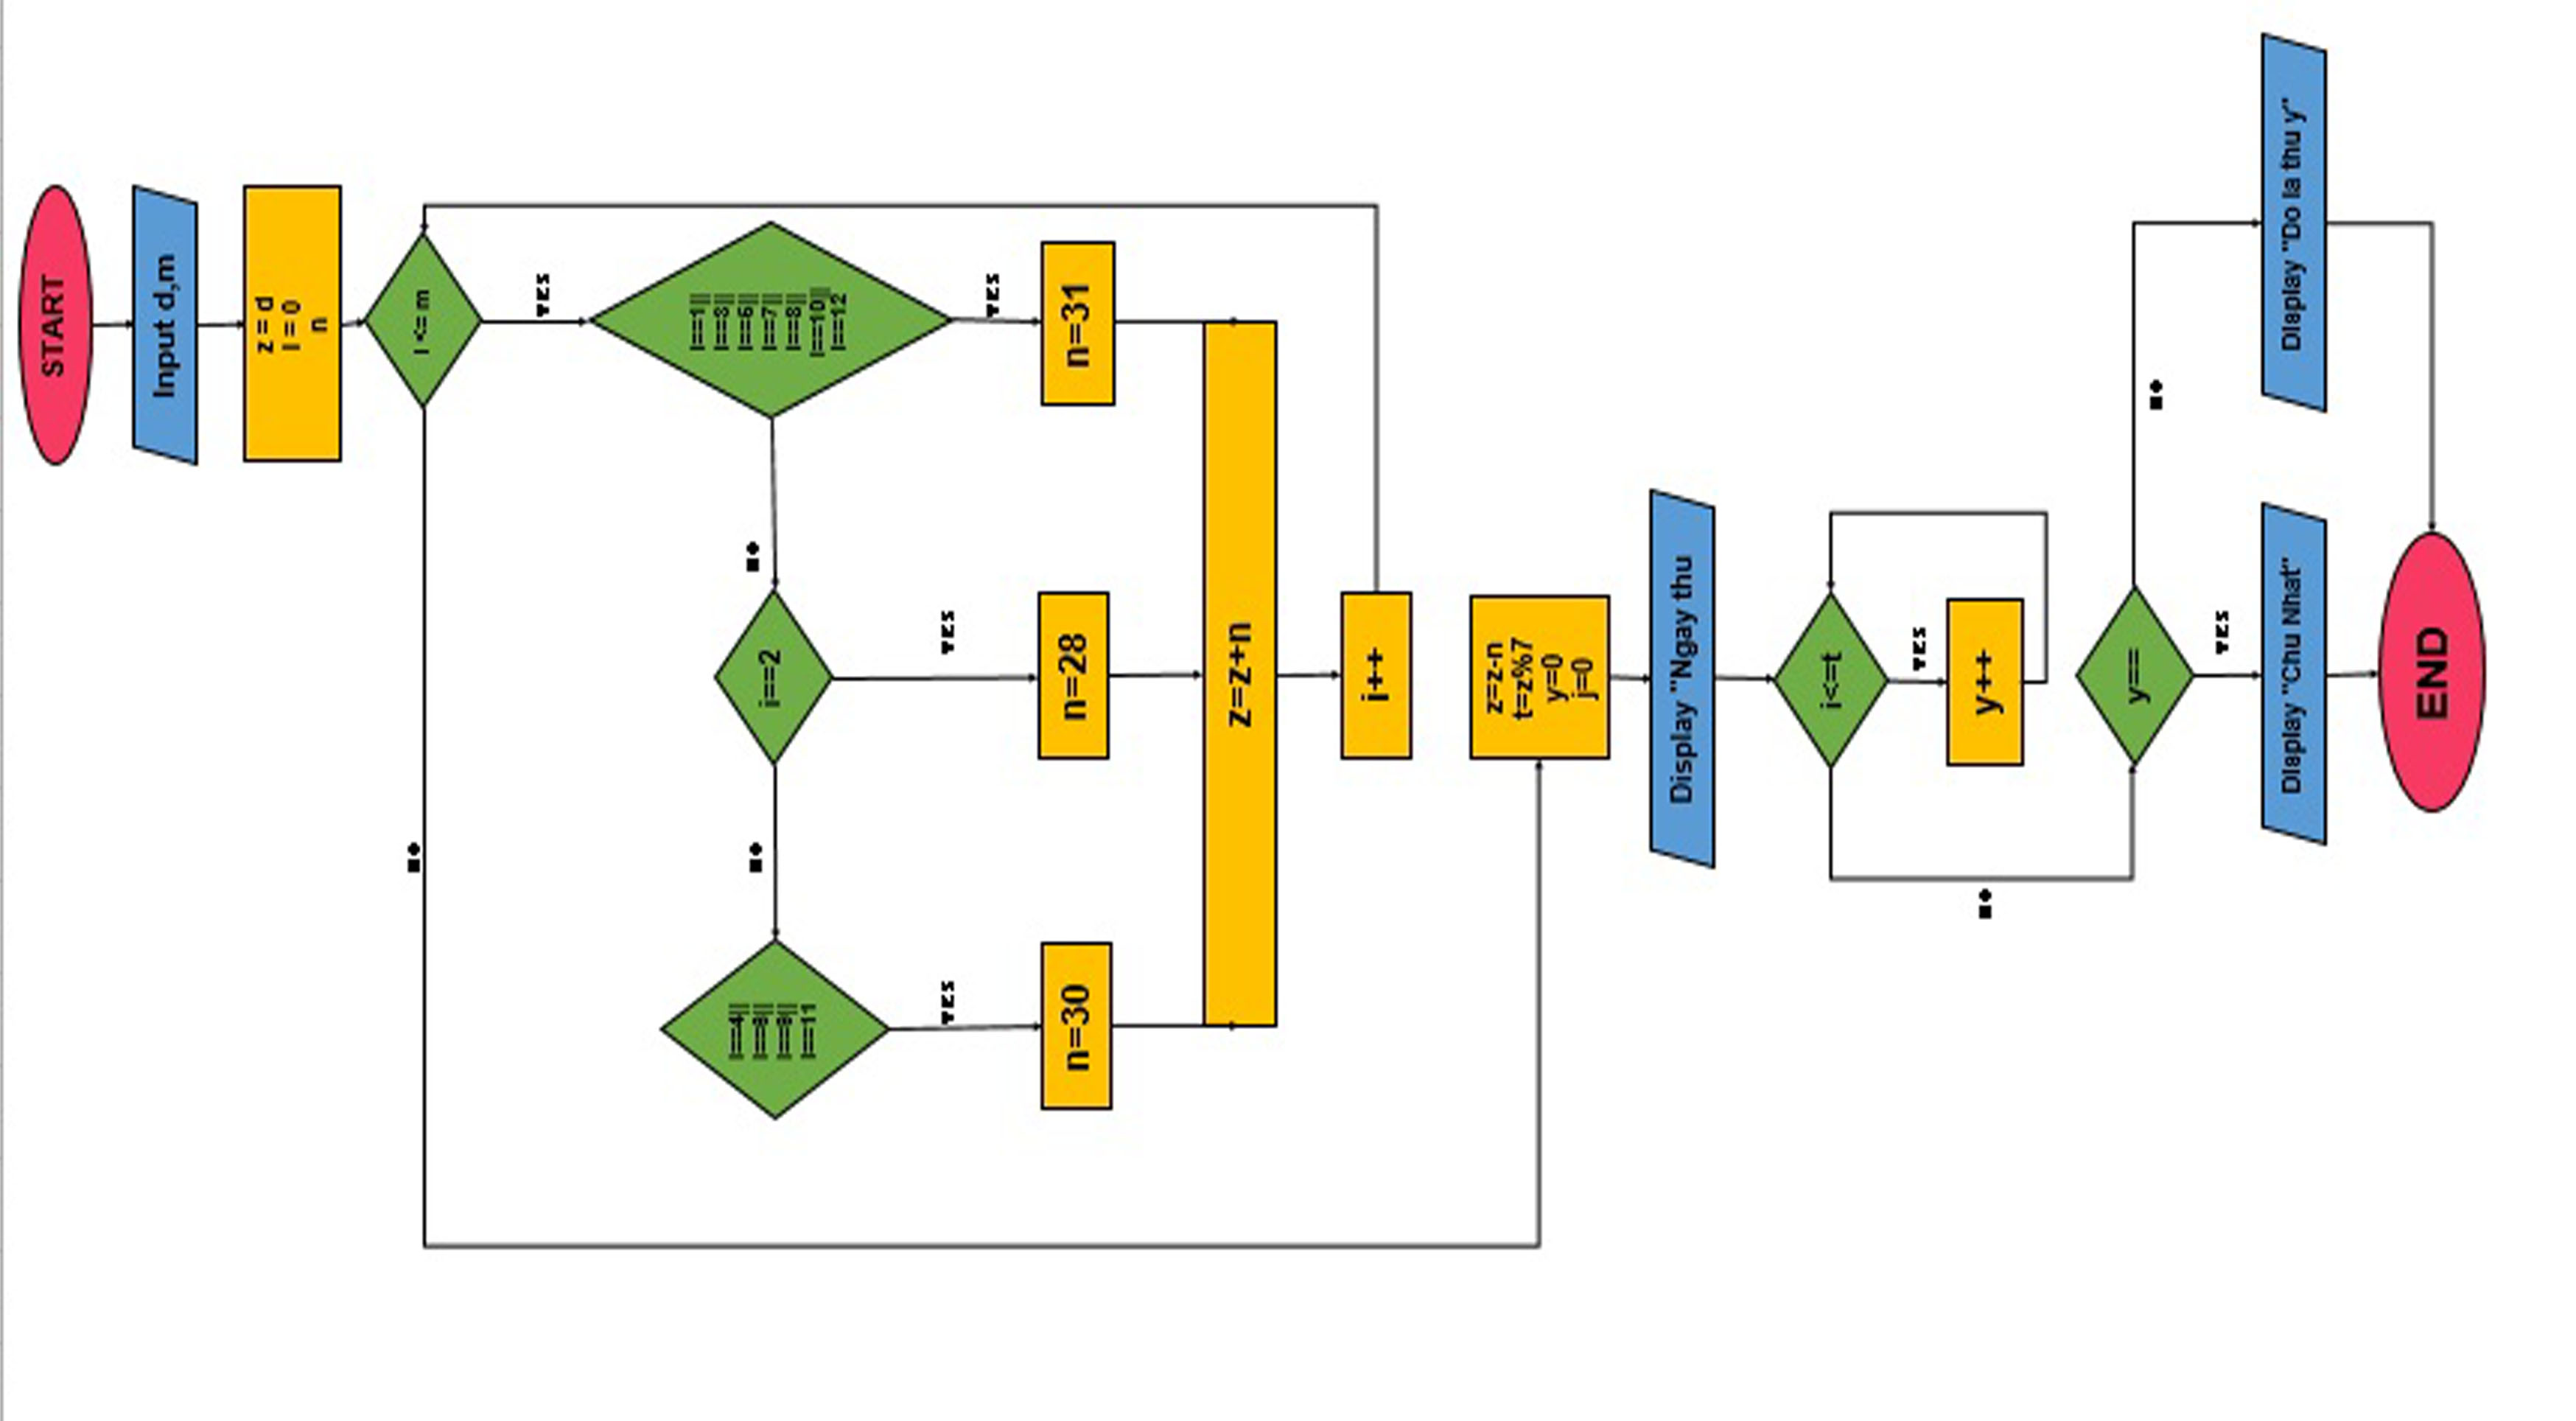 START
Input d,m
z = d
I = 0
n
I <= m
NO
YES
I==1||
I==3||
I==7||
I==8||
I==10||
I==12
NO
i==2
NO
I==4||
I==9||
I==11
YES
YES
YES
n=30
n=28
n=31
z=z+n
i++
z=z-n
t=z%7
y=0
j=0
Display "Ngay thu
i<=t
YES
y++
NO
y==
NO
YES
Display "Chu Nhat"
Display "Do la thu y"
END